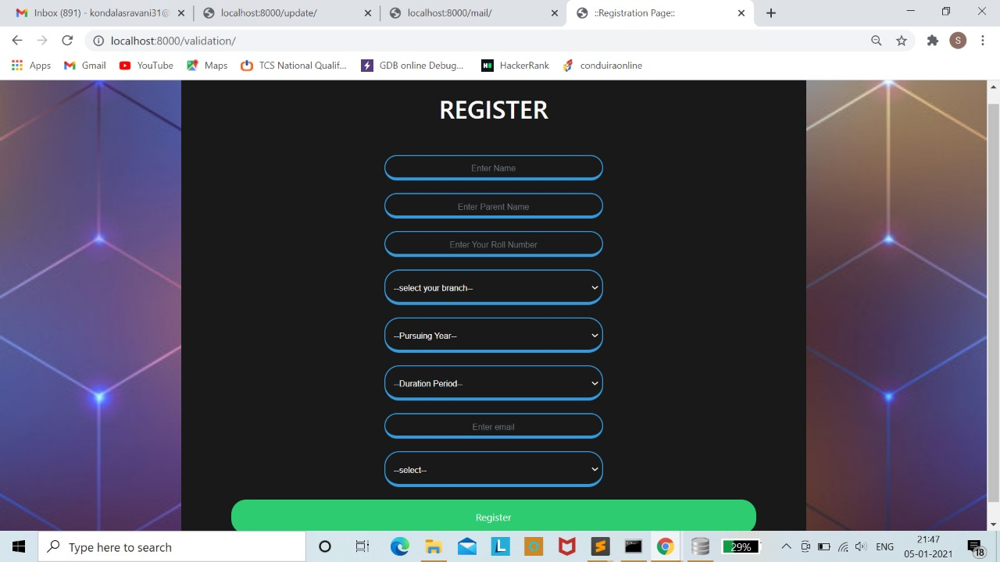 Inbox (891) - kondalasravani31@
localhost:8000/update/
localhost:8000/mail/
::Registration Page::
localhost:8000/validation/
S
Apps
Gmail
YouTube
Maps
TCS National Qualif...
GDB online Debug...
HackerRank
conduiraonline
REGISTER
Enter Name
Enter Parent Name
Enter Your Roll Number
--select your branch--
--Pursuing Year--
--Duration Period--
Enter email
--select--
Register
Type here to search
L
29%
ENG
21:47
05-01-2021
18